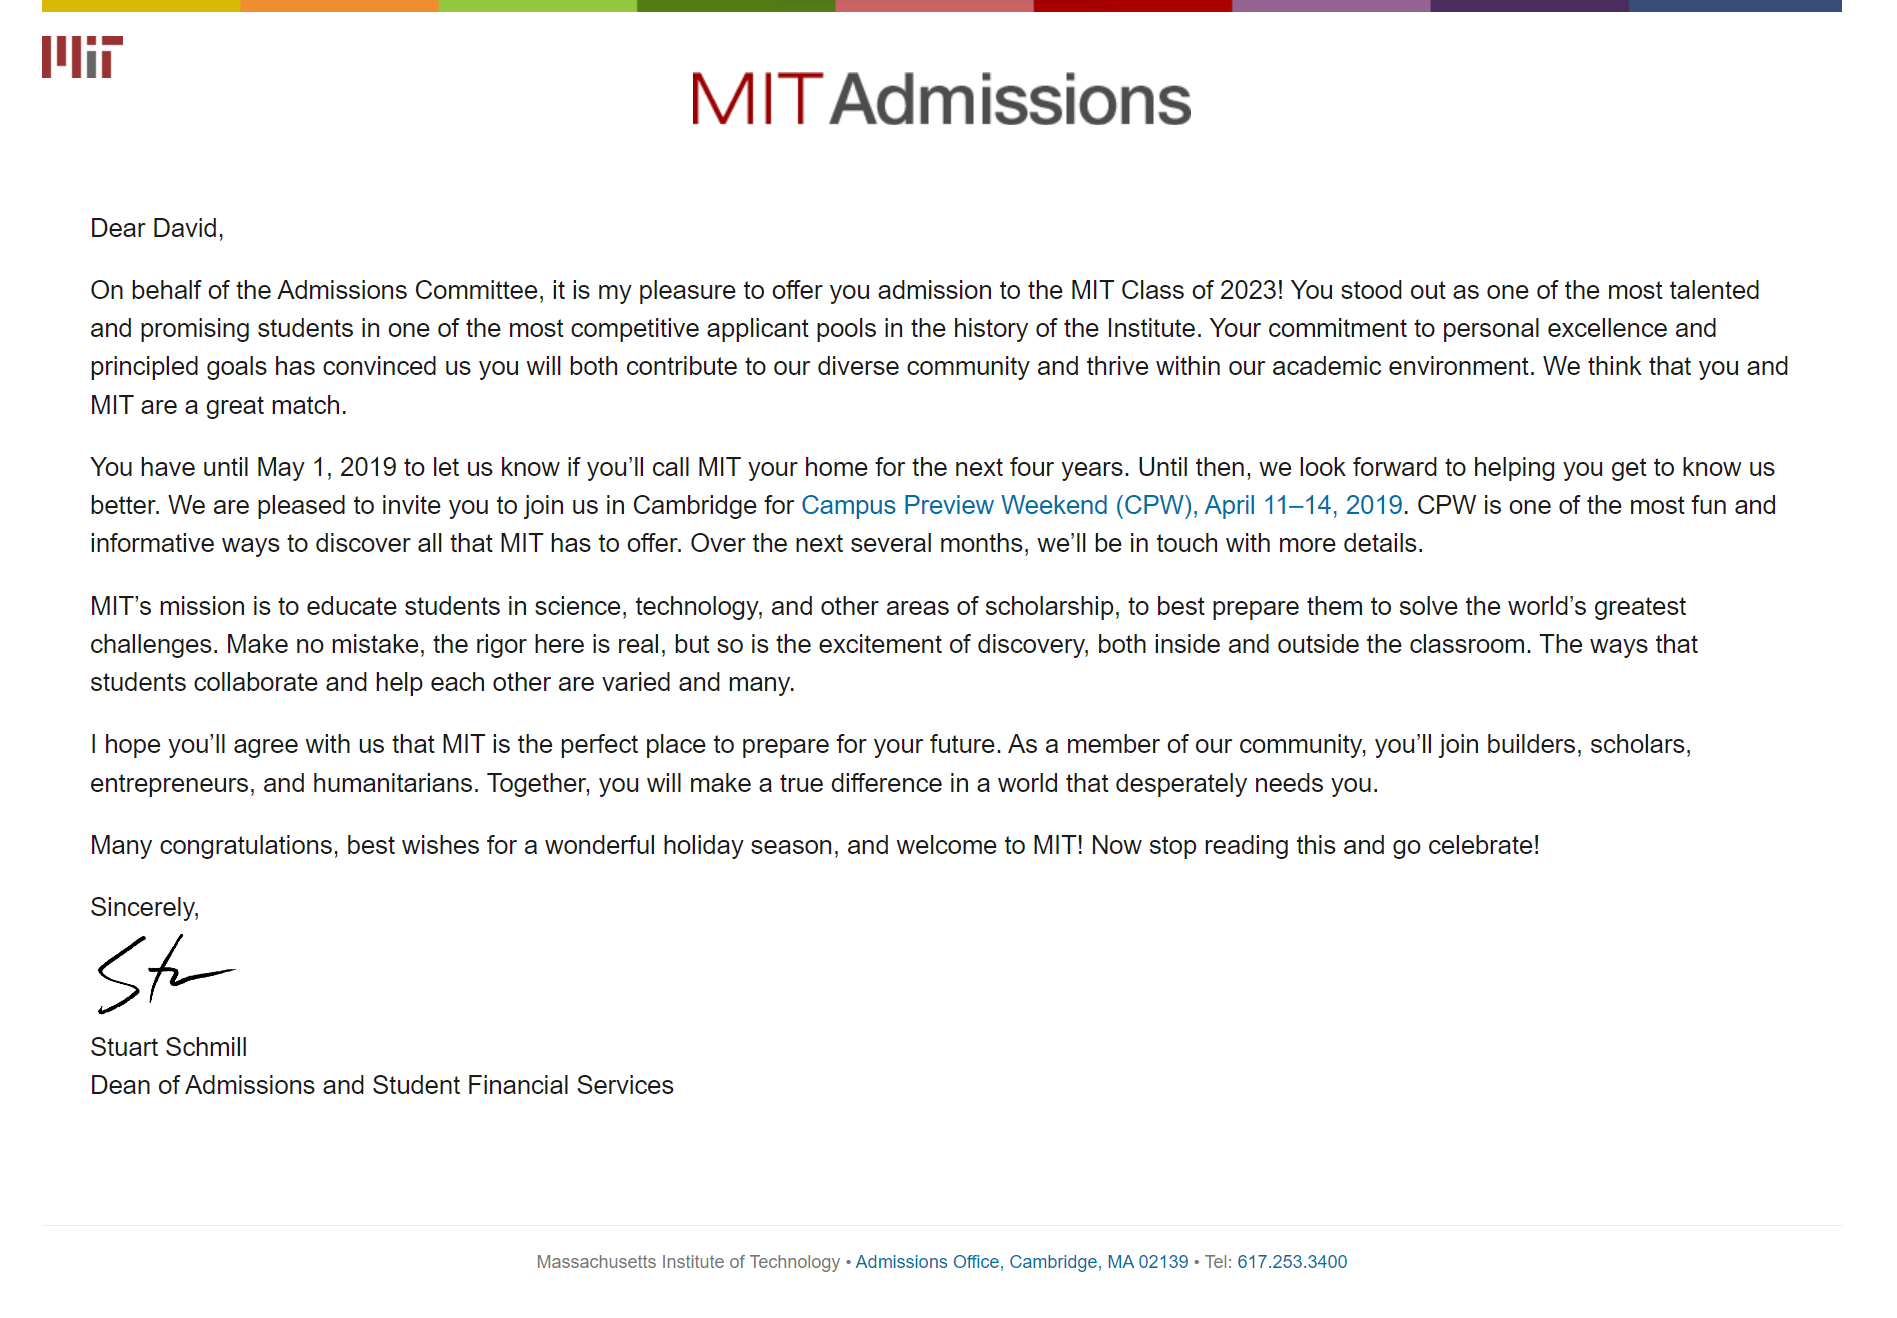 MIT
MIT Admissions
Dear David,
On behalf of the Admissions Committee, it is my pleasure to offer you admission to the MIT Class of 2023! You stood out as one of the most talented
and promising students in one of the most competitive applicant pools in the history of the Institute. Your commitment to personal excellence and
principled goals has convinced us you will both contribute to our diverse community and thrive within our academic environment. We think that you and
MIT are a great match.
You have until May 1, 2019 to let us know if you’ll call MIT your home for the next four years. Until then, we look forward to helping you get to know us
better. We are pleased to invite you to join us in Cambridge for Campus Preview Weekend (CPW), April 11–14, 2019. CPW is one of the most fun and
informative ways to discover all that MIT has to offer. Over the next several months, we’ll be in touch with more details.
MIT’s mission is to educate students in science, technology, and other areas of scholarship, to best prepare them to solve the world’s greatest
challenges. Make no mistake, the rigor here is real, but so is the excitement of discovery, both inside and outside the classroom. The ways that
students collaborate and help each other are varied and many.
I hope you’ll agree with us that MIT is the perfect place to prepare for your future. As a member of our community, you’ll join builders, scholars,
entrepreneurs, and humanitarians. Together, you will make a true difference in a world that desperately needs you.
Many congratulations, best wishes for a wonderful holiday season, and welcome to MIT! Now stop reading this and go celebrate!
Sincerely,
Stuart Schmill
Dean of Admissions and Student Financial Services
Massachusetts Institute of Technology • Admissions Office, Cambridge, MA 02139 • Tel: 617.253.3400